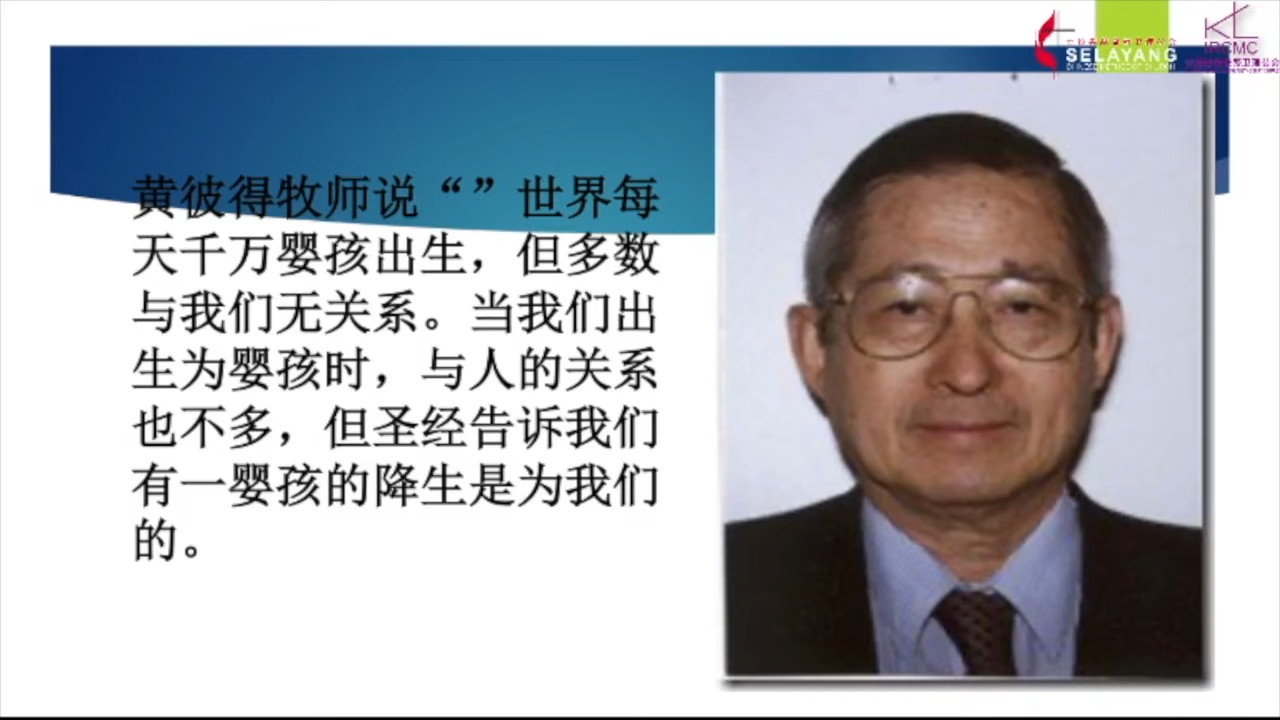 SELAYANG
IRCMC
黄彼得牧师说“”世界每
天千万婴孩出生，但多数
与我们无关系。当我们出
生为婴孩时，与人的关系
也不多，但圣经告诉我们
有一婴孩的降生是为我们
的。